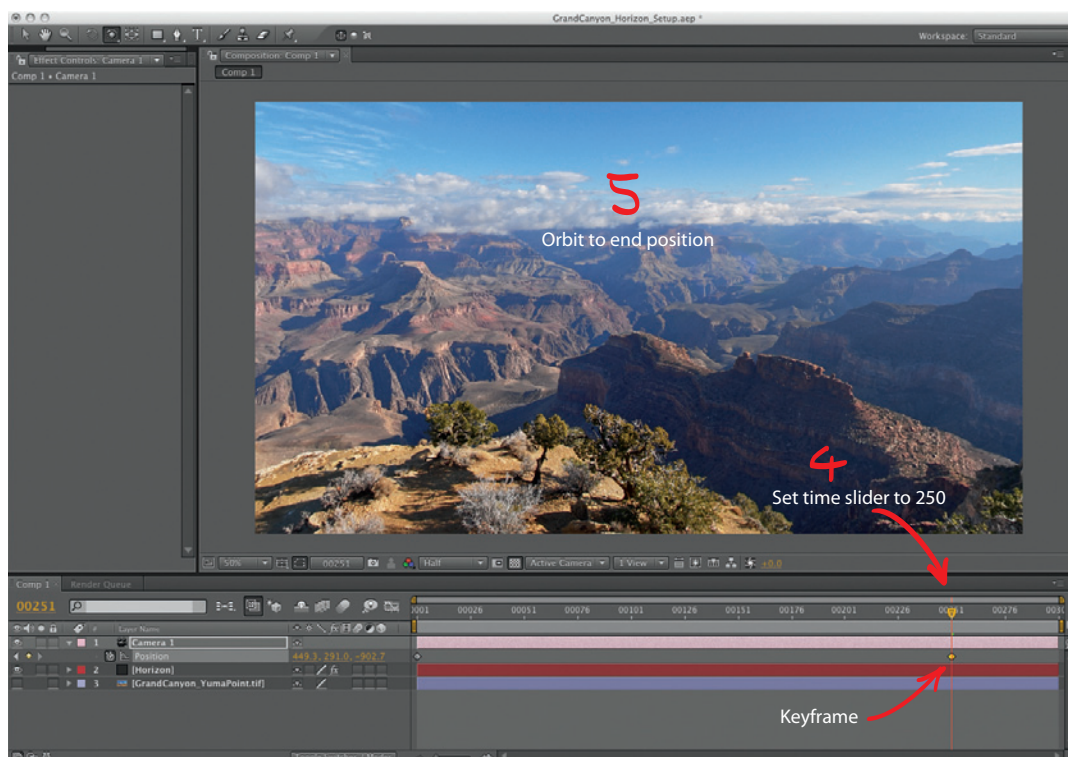 GrandCanyon_Horizon_Setup.aep *
Workspace: Standard
Effect Controls: Camera 1
Composition: Comp 1
Comp 1 • Camera 1
Comp 1
5
Orbit to end position
4
Set time slider to 250
50%
00251
Half
Active Camera
1 View
+0.0
Comp 1
Render Queue
00251
00026
00051
00076
00101
00126
00151
00176
00201
00226
00276
# Layer Name
1 Camera 1
Position 449.3, 291.0, -902.7
2 [Horizon]
3 [GrandCanyon_YumaPoint.tif]
Keyframe